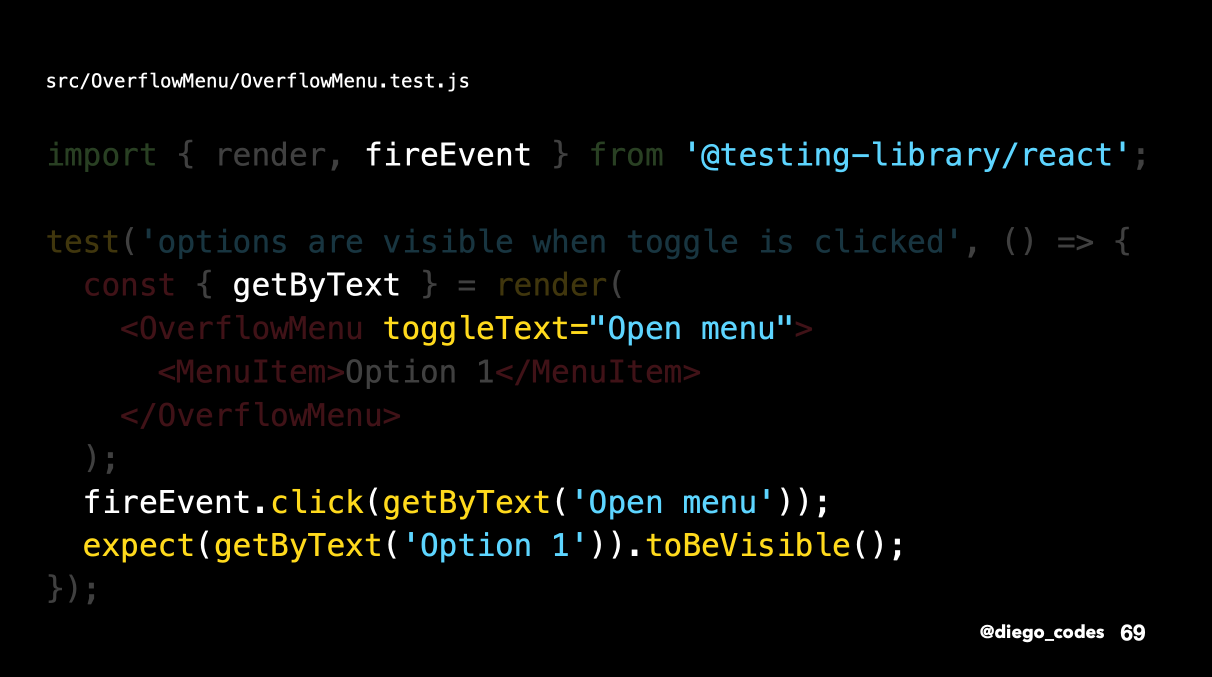 src/OverflowMenu/OverflowMenu.test.js
import { render, fireEvent } from '@testing-library/react';
test('options are visible when toggle is clicked', () => {
  const { getByText } = render(
    <OverflowMenu toggleText="Open menu">
      <MenuItem>Option 1</MenuItem>
    </OverflowMenu>
  );
  fireEvent.click(getByText('Open menu'));
  expect(getByText('Option 1')).toBeVisible();
});
@diego_codes 69